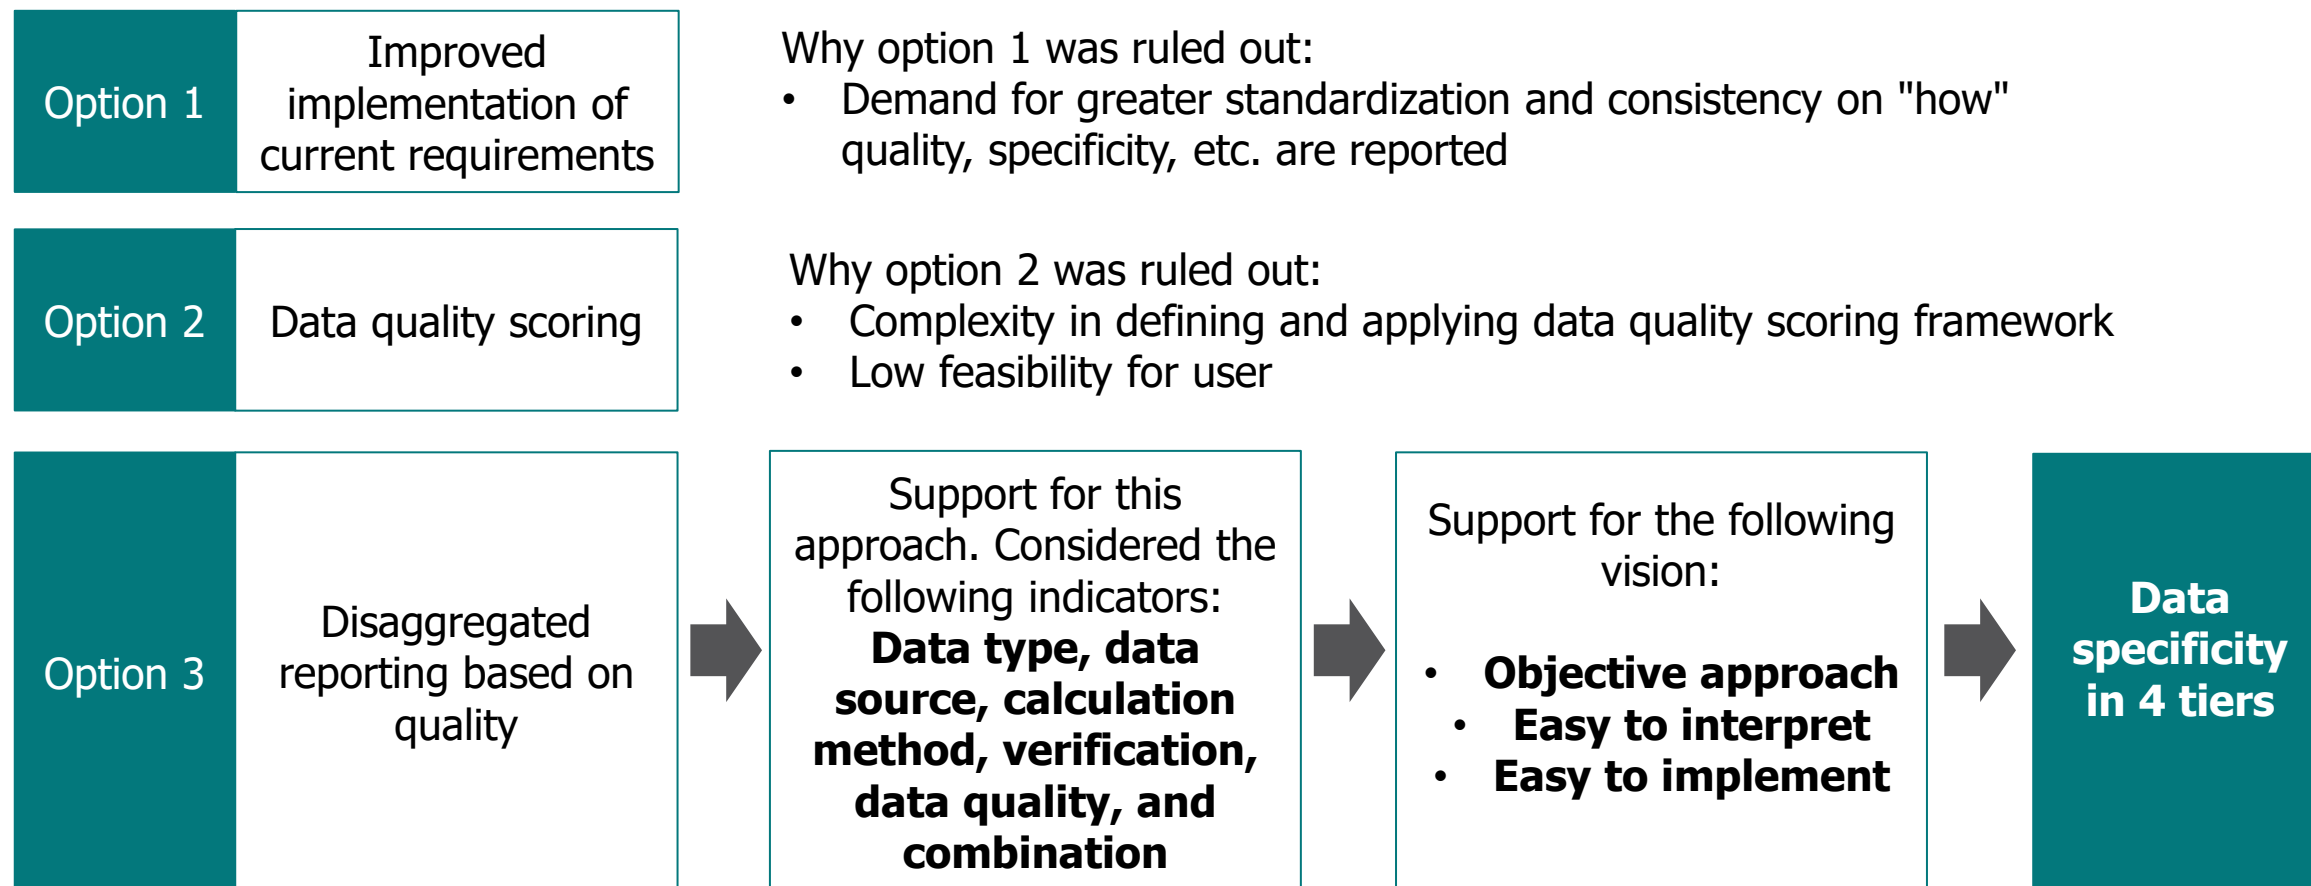 Option 1
Improved
implementation of
current requirements
Why option 1 was ruled out:
• Demand for greater standardization and consistency on "how"
quality, specificity, etc. are reported
Option 2
Data quality scoring
Why option 2 was ruled out:
• Complexity in defining and applying data quality scoring framework
• Low feasibility for user
Option 3
Disaggregated
reporting based on
quality
Support for this
approach. Considered the
following indicators:
Data type, data
source, calculation
method, verification,
data quality, and
combination
Support for the following
vision:
• Objective approach
• Easy to interpret
• Easy to implement
Data
specificity
in 4 tiers